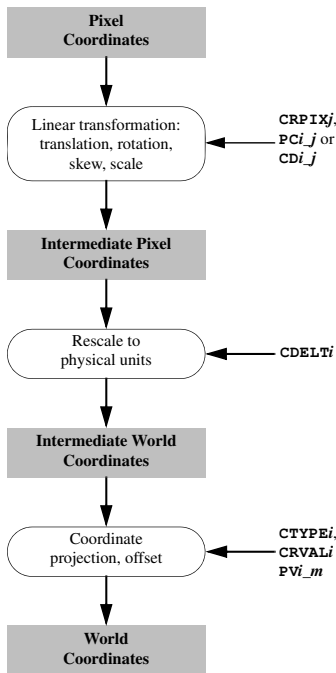 Pixel
Coordinates
Linear transformation:
translation, rotation,
skew, scale
CRPIXj,
PCi_j or
CDi_j
Intermediate Pixel
Coordinates
Rescale to
physical units
CDELTi
Intermediate World
Coordinates
Coordinate
projection, offset
CTYPEi,
CRVALi
PVi_m
World
Coordinates